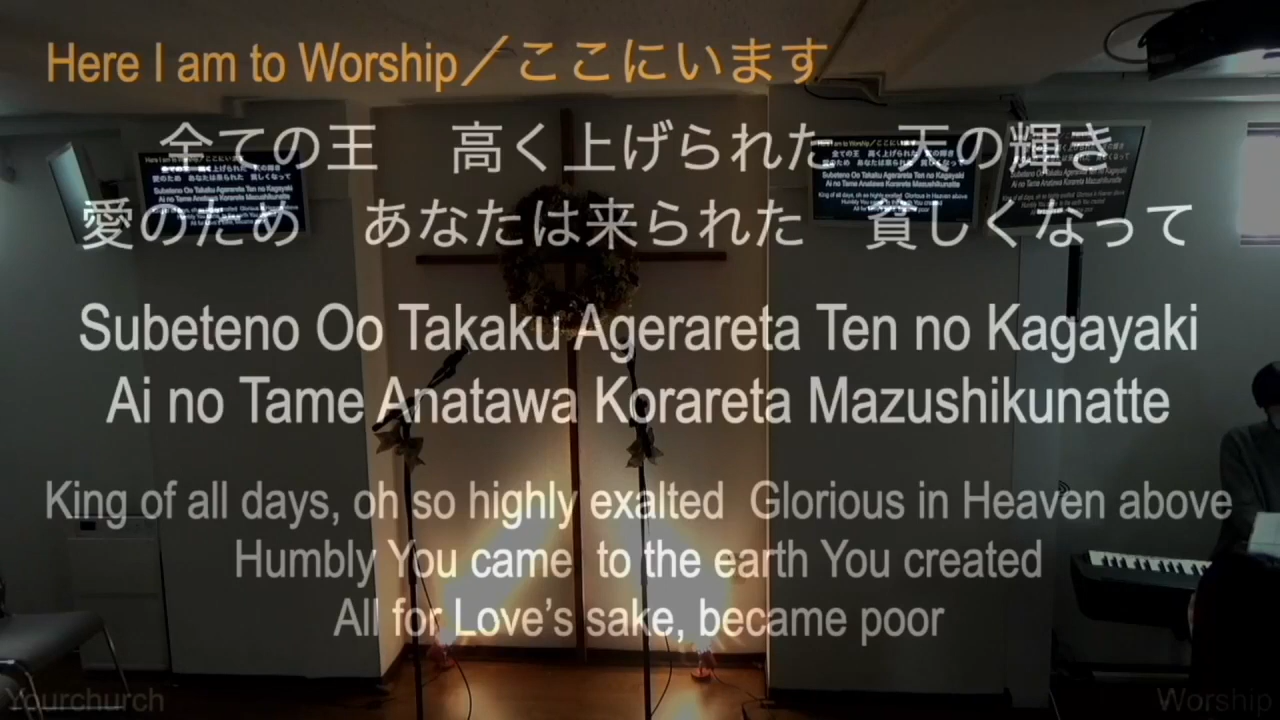 Here I am to Worship／ここにいます
全ての王　高く上げられた　天の輝き
愛のため　あなたは来られた　貧しくなって
Subeteno Oo Takaku Agerareta Ten no Kagayaki
Ai no Tame Anatawa Korareta Mazushikunatte
King of all days, oh so highly exalted  Glorious in Heaven above
Humbly You came  to the earth You created
All for Love's sake, became poor
Yourchurch
Worship